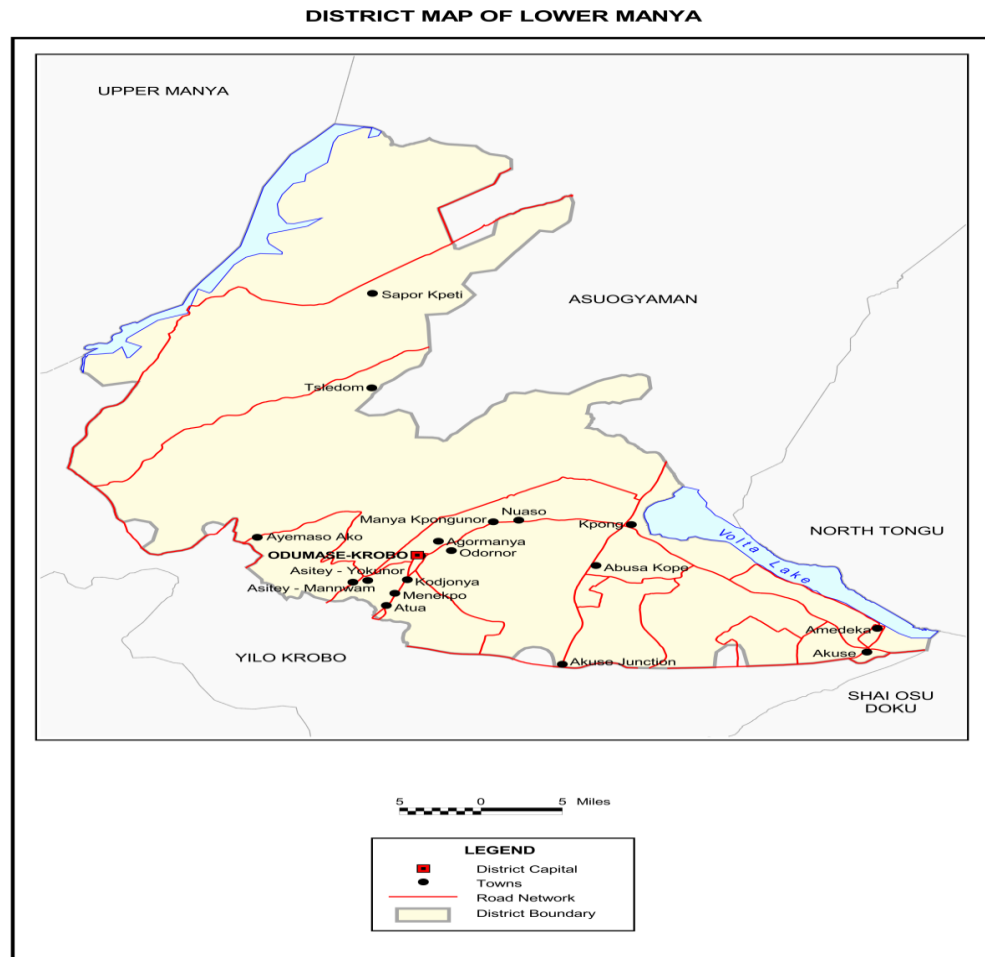 DISTRICT MAP OF LOWER MANYA
UPPER MANYA
ASUOGYAMAN
Sapor Kpeti
Tsledom
NORTH TONGU
Volta Lake
Manya Kpongunor
Nuaso
Kpong
Ayemaso Ako
Agormanya
ODUMASE-KROBO
Odornor
Abusa Kope
Asitey - Yokunor
Asitey - Mannwam
Kodjonya
Menekpo
Atua
Amedeka
Akuse
Akuse Junction
YILO KROBO
SHAI OSU
DOKU
5 0 5 Miles
LEGEND
District Capital
Towns
Road Network
District Boundary